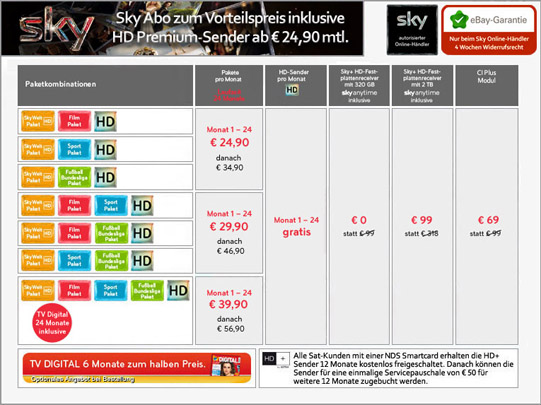 sky
Sky Abo zum Vorteilspreis inklusive
HD Premium-Sender ab € 24,90 mtl.
sky
autorisierter
Online-Händler
eBay-Garantie
Nur beim Sky Online-Händler
4 Wochen Widerrufsrecht
Paketkombinationen
Pakete
pro Monat
HD-Sender
pro Monat
HD
Sky+ HD-Fest-
plattenreceiver
mit 320 GB
sky anytime
inklusive
Sky+ HD-Fest-
plattenreceiver
mit 2 TB
sky anytime
inklusive
CI Plus
Modul
Sky Welt HD Paket
Film Paket
HD
Sky Welt HD Paket
Sport Paket
HD
Sky Welt HD Paket
Fußball Bundesliga Paket
HD
Monat 1 – 24
€ 24,90
danach
€ 34,90
Sky Welt HD Paket
Film Paket
Sport Paket
HD
Sky Welt HD Paket
Film Paket
Fußball Bundesliga Paket
HD
Sky Welt HD Paket
Sport Paket
Fußball Bundesliga Paket
HD
Monat 1 – 24
€ 29,90
danach
€ 46,90
Sky Welt HD Paket
Film Paket
Sport Paket
Fußball Bundesliga Paket
HD
TV Digital
24 Monate
inklusive
Monat 1 – 24
€ 39,90
danach
€ 56,90
Monat 1 – 24
gratis
€ 0
statt € 99
€ 99
statt € 318
€ 69
statt € 99
TV DIGITAL 6 Monate zum halben Preis.
Optionales Angebot bei Bestellung
HD +
Alle Sat-Kunden mit einer NDS Smartcard erhalten die HD+
Sender 12 Monate kostenlos freigeschaltet. Danach können die
Sender für eine einmalige Servicepauschale von € 50 für
weitere 12 Monate zugebucht werden.